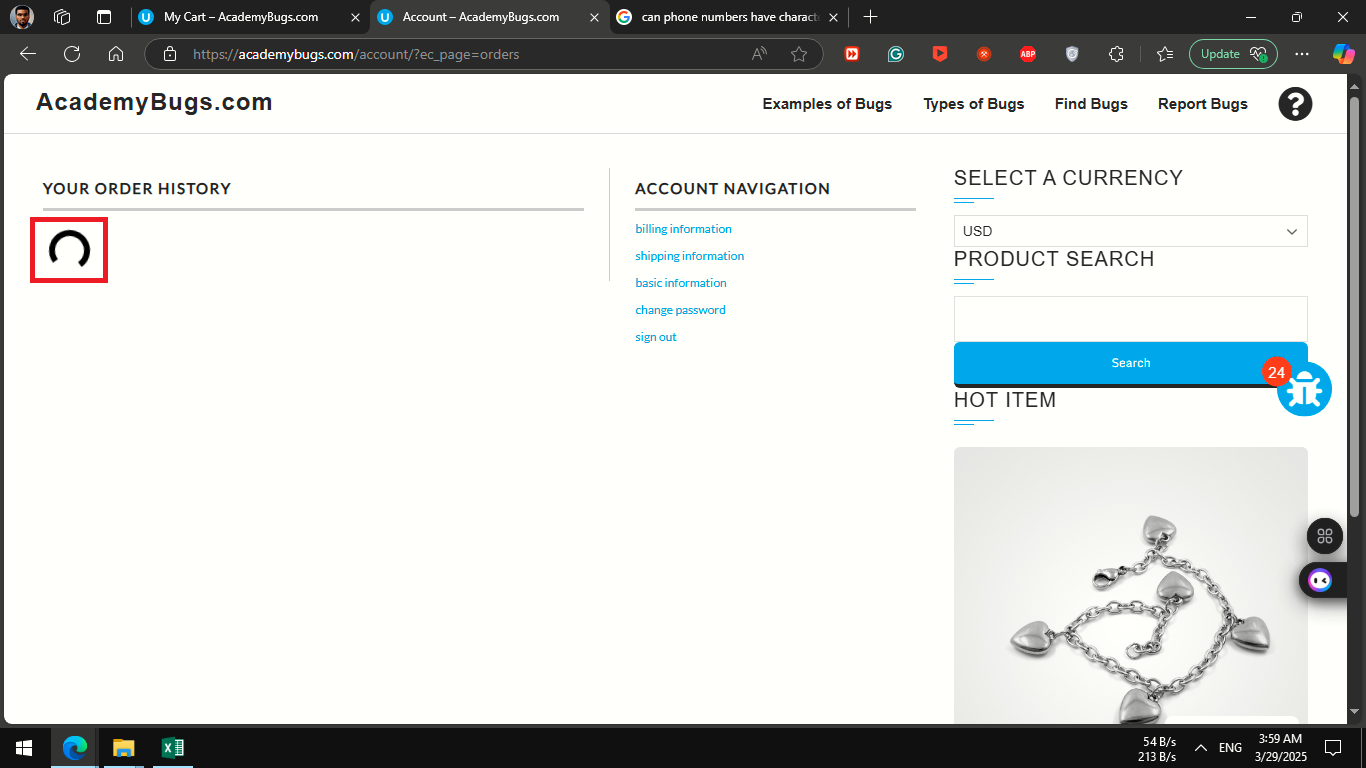 My Cart – AcademyBugs.com
Account – AcademyBugs.com
can phone numbers have characte
https://academybugs.com/account/?ec_page=orders
A
ABP
Update
AcademyBugs.com
Examples of Bugs
Types of Bugs
Find Bugs
Report Bugs
?
YOUR ORDER HISTORY
ACCOUNT NAVIGATION
billing information
shipping information
basic information
change password
sign out
SELECT A CURRENCY
USD
PRODUCT SEARCH
Search
24
HOT ITEM
54 B/s
213 B/s
ENG
3:59 AM
3/29/2025